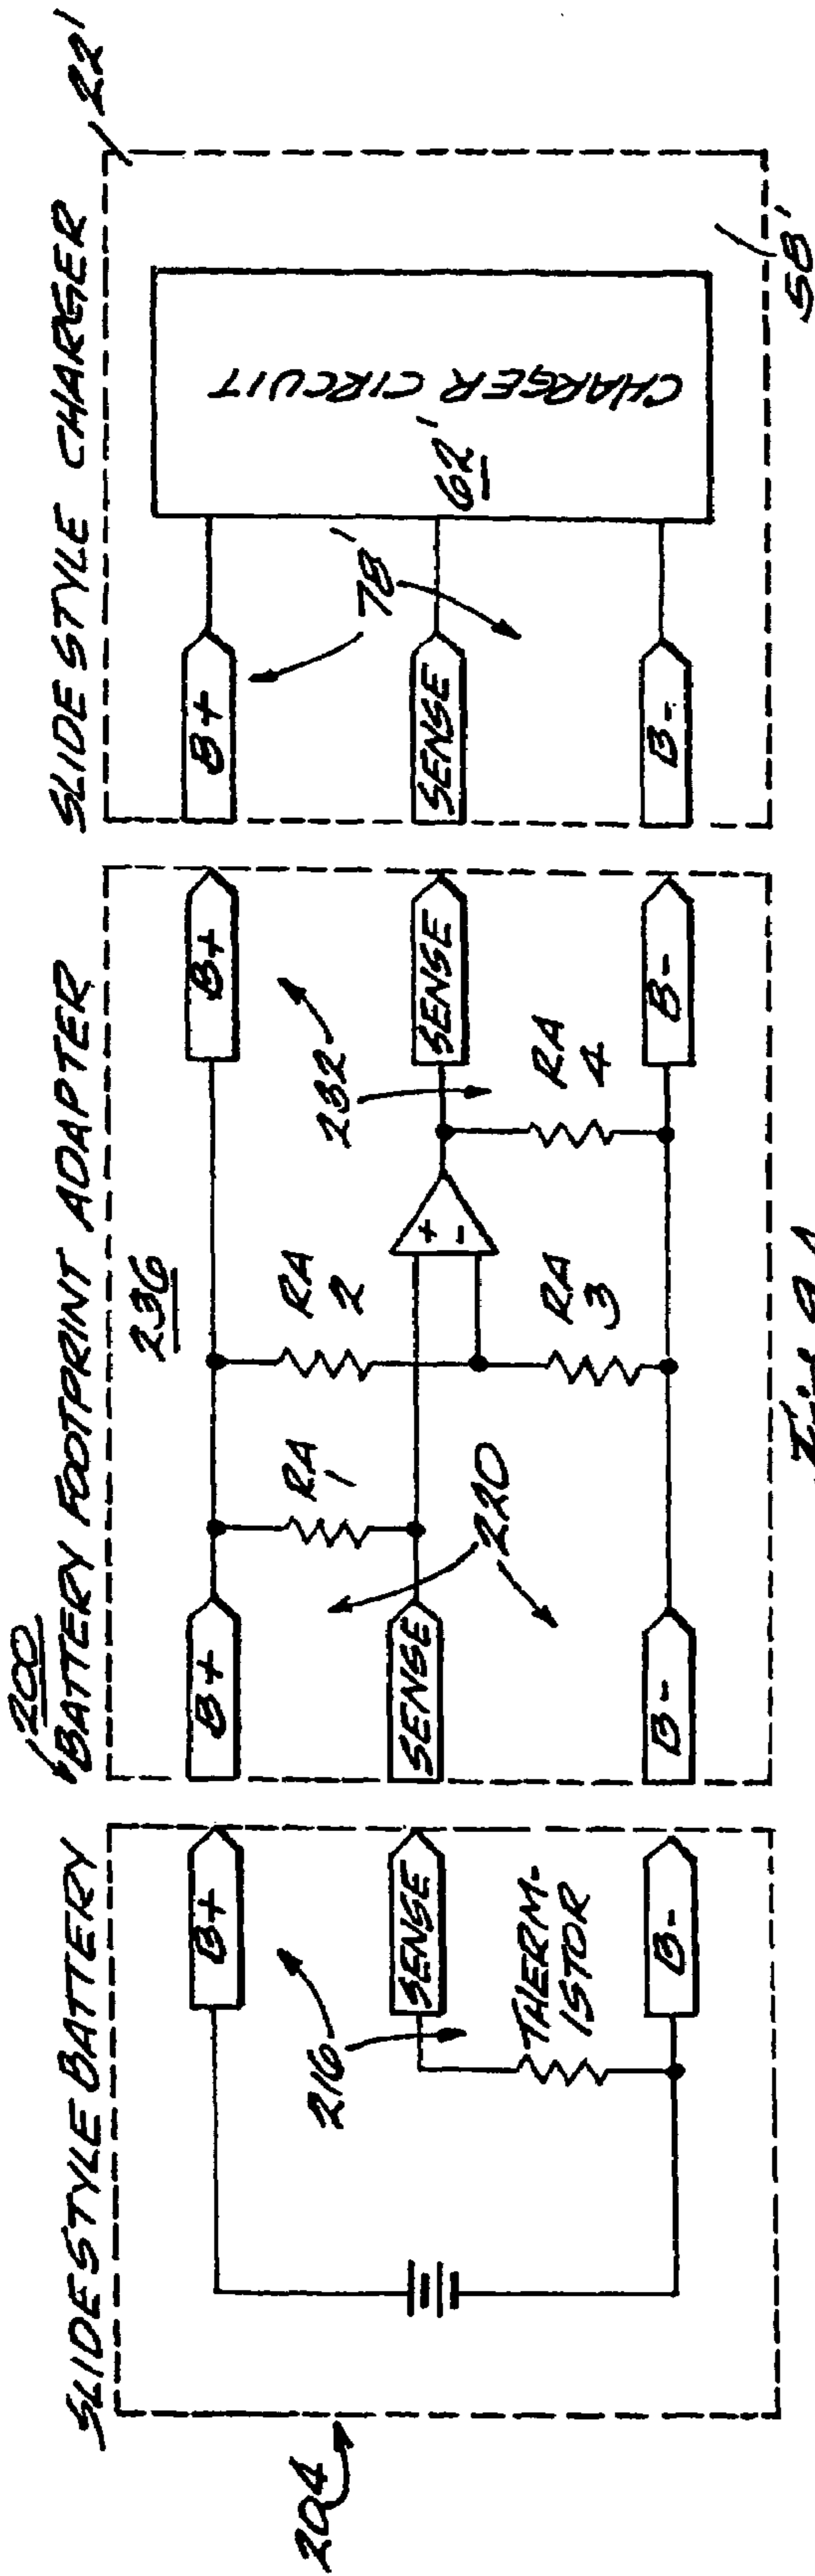 SLIDE STYLE BATTERY
204
B+
216
SENSE
THERM-
ISTOR
B-
200
BATTERY FOOTPRINT ADAPTER
236
B+
RA
1
RA
2
232
B+
SENSE
220
+
-
SENSE
RA
3
RA
4
B-
B-
SLIDE STYLE CHARGER
22'
B+
78'
SENSE
62'
CHARGER CIRCUIT
B-
58'